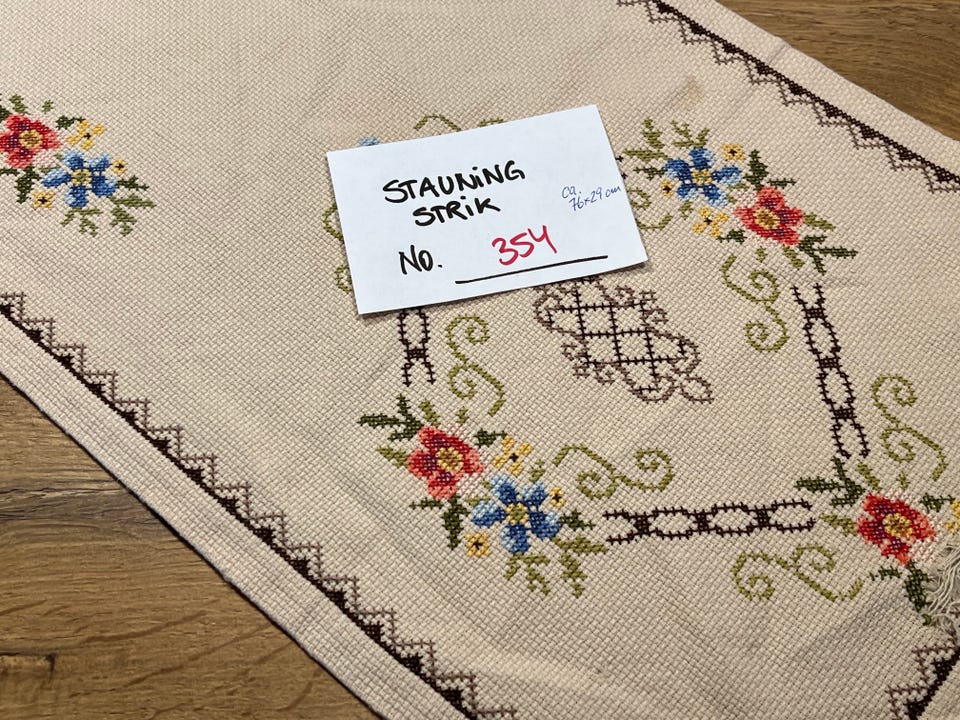 STAUNiNG
STRiK
ca.
76x29 cm
No. 354